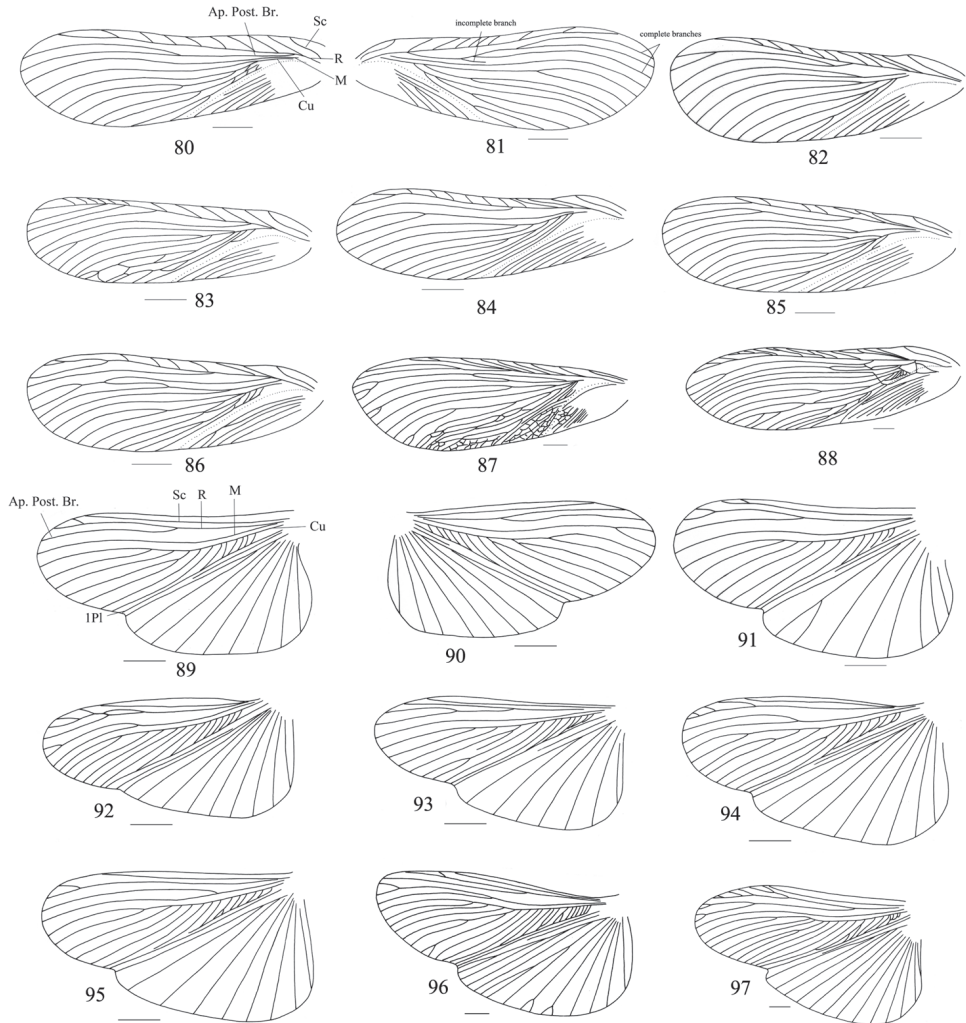 Ap. Post. Br.
Sc
R
M
Cu
80
incomplete branch
complete branches
81
82
83
84
85
86
87
88
Ap. Post. Br.
Sc
R
M
Cu
1Pl
89
90
91
92
93
94
95
96
97